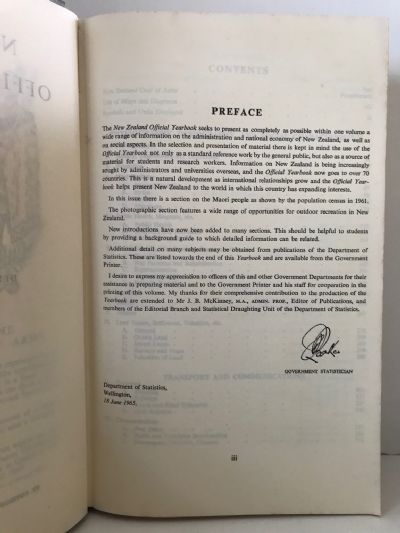 PREFACE
The New Zealand Official Yearbook seeks to present as completely as possible within one volume a
wide range of information on the administration and national economy of New Zealand, as well as
on social aspects. In the selection and presentation of material there is kept in mind the use of the
Official Yearbook not only as a standard reference work by the general public, but also as a source of
material for students and research workers. Information on New Zealand is being increasingly
sought by administrators and universities overseas, and the Official Yearbook now goes to over 70
countries. This is a natural development as international relationships grow and the Official Year-
book helps present New Zealand to the world in which this country has expanding interests.
In this issue there is a section on the Maori people as shown by the population census in 1961.
The photographic section features a wide range of opportunities for outdoor recreation in New
Zealand.
New introductions have now been added to many sections. This should be helpful to students
by providing a background guide to which detailed information can be related.
Additional detail on many subjects may be obtained from publications of the Department of
Statistics. These are listed towards the end of this Yearbook and are available from the Government
Printer.
I desire to express my appreciation to officers of this and other Government Departments for their
assistance in preparing material and to the Government Printer and his staff for cooperation in the
printing of this volume. My thanks for their comprehensive contribution to the production of the
Yearbook are extended to Mr J. B. McKinney, M.A., ADMN. PROF., Editor of Publications, and
members of the Editorial Branch and Statistical Draughting Unit of the Department of Statistics.
GOVERNMENT STATISTICIAN
Department of Statistics,
Wellington,
18 June 1965.
iii
CONTENTS
TRANSPORT AND COMMUNICATIONS